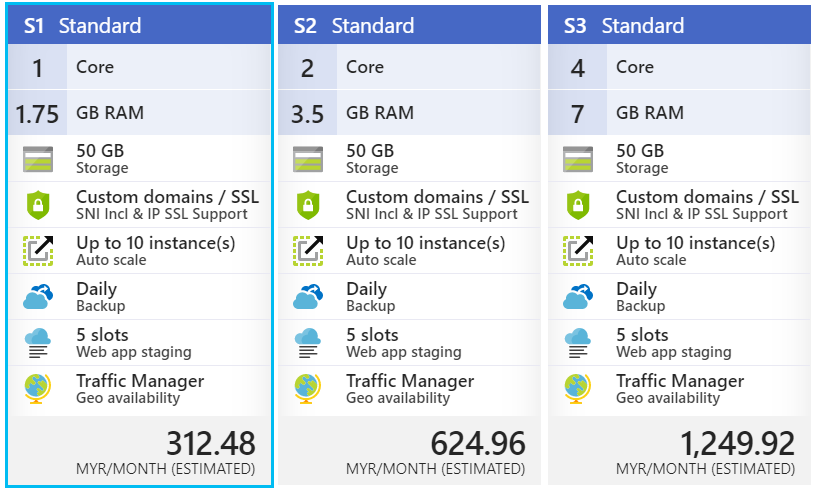 S1 Standard
1 Core
1.75 GB RAM
50 GB
Storage
Custom domains / SSL
SNI Incl & IP SSL Support
Up to 10 instance(s)
Auto scale
Daily
Backup
5 slots
Web app staging
Traffic Manager
Geo availability
312.48
MYR/MONTH (ESTIMATED)
S2 Standard
2 Core
3.5 GB RAM
50 GB
Storage
Custom domains / SSL
SNI Incl & IP SSL Support
Up to 10 instance(s)
Auto scale
Daily
Backup
5 slots
Web app staging
Traffic Manager
Geo availability
624.96
MYR/MONTH (ESTIMATED)
S3 Standard
4 Core
7 GB RAM
50 GB
Storage
Custom domains / SSL
SNI Incl & IP SSL Support
Up to 10 instance(s)
Auto scale
Daily
Backup
5 slots
Web app staging
Traffic Manager
Geo availability
1,249.92
MYR/MONTH (ESTIMATED)